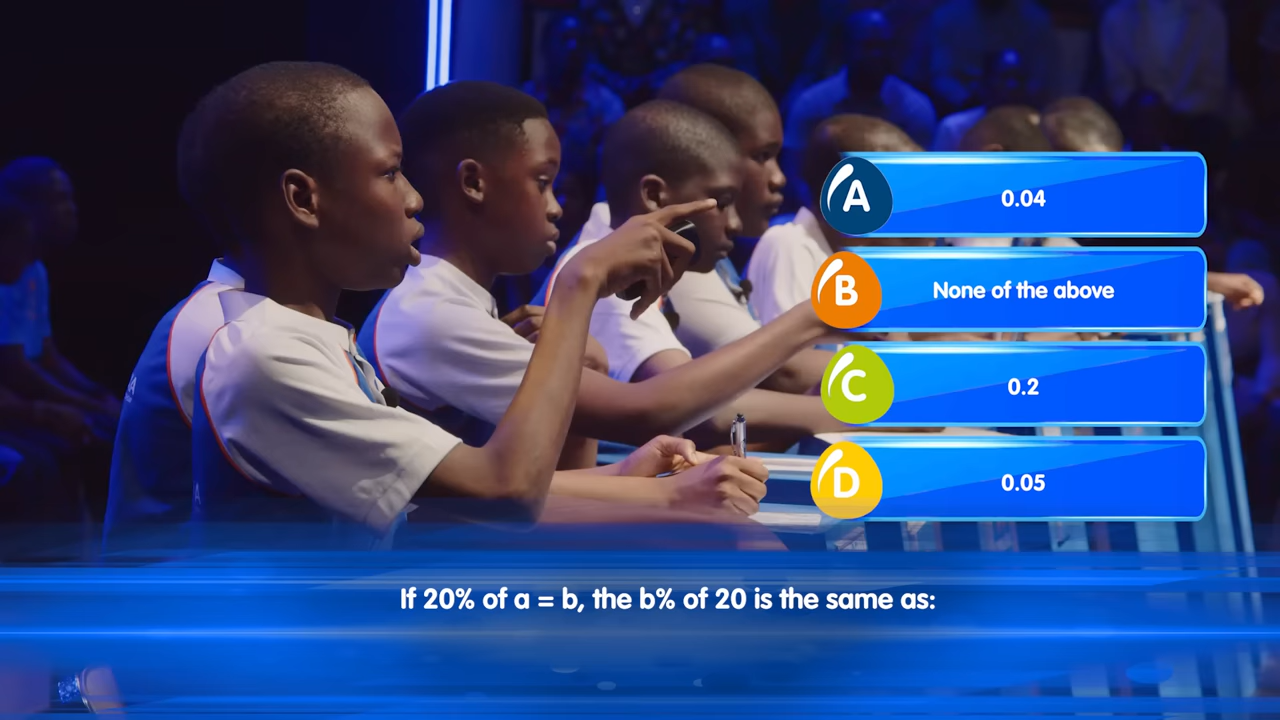 A
0.04
B
None of the above
C
0.2
D
0.05
If 20% of a = b, the b% of 20 is the same as: